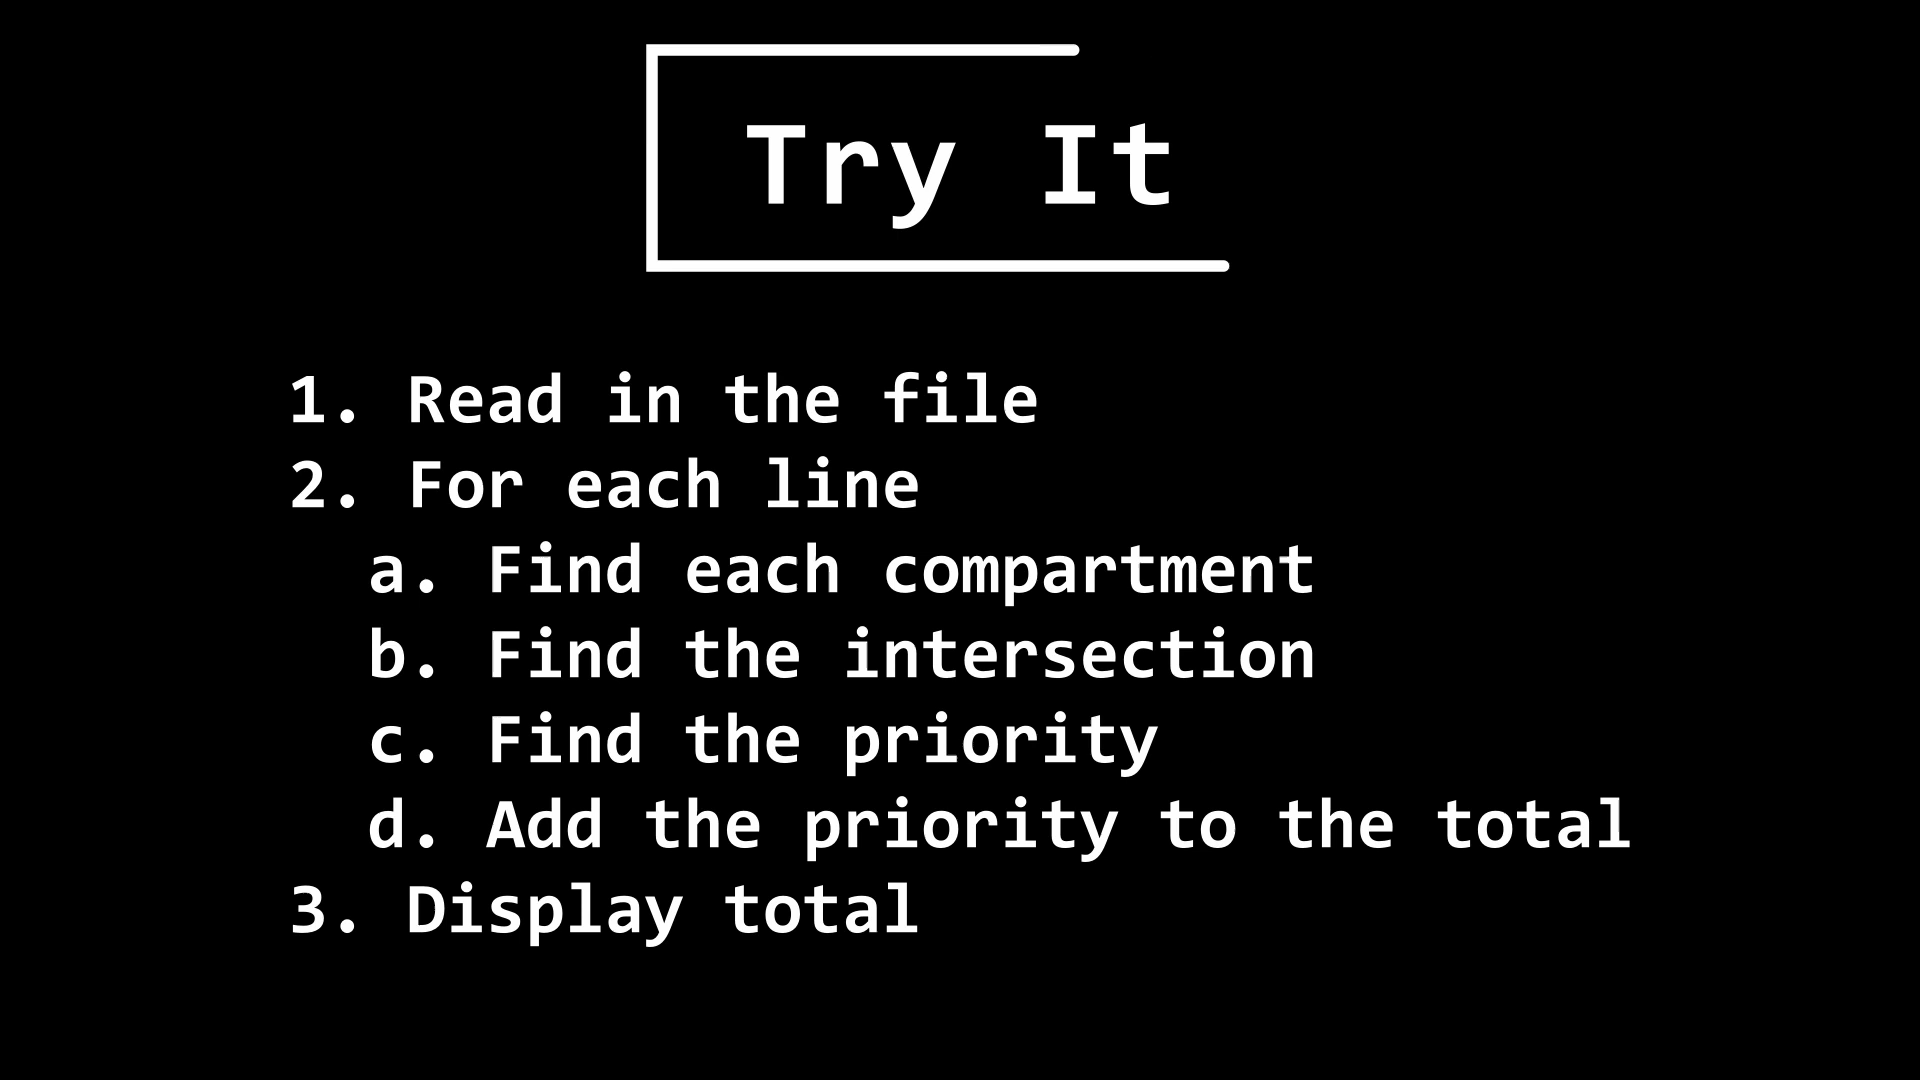 Try It
1. Read in the file
2. For each line
a. Find each compartment
b. Find the intersection
c. Find the priority
d. Add the priority to the total
3. Display total